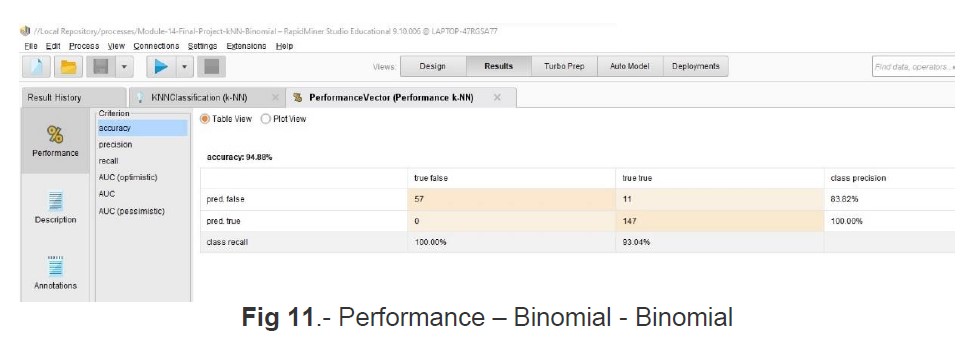 //Local Repository/processes/Module-14-Final-Project-kNN-Binomial – RapidMiner Studio Educational 9.10.006 @ LAPTOP-47RGSA77
File Edit Process View Connections Settings Extensions Help
Views: Design Results Turbo Prep Auto Model Deployments Find data, operators...
Result History KNNClassification (k-NN) PerformanceVector (Performance k-NN)
Criterion
accuracy
precision
recall
AUC (optimistic)
AUC
AUC (pessimistic)
Performance
Description
Annotations
Table View Plot View
accuracy: 94.88%
true false true true class precision
pred. false 57 11 83.82%
pred. true 0 147 100.00%
class recall 100.00% 93.04%
Fig 11.- Performance – Binomial - Binomial